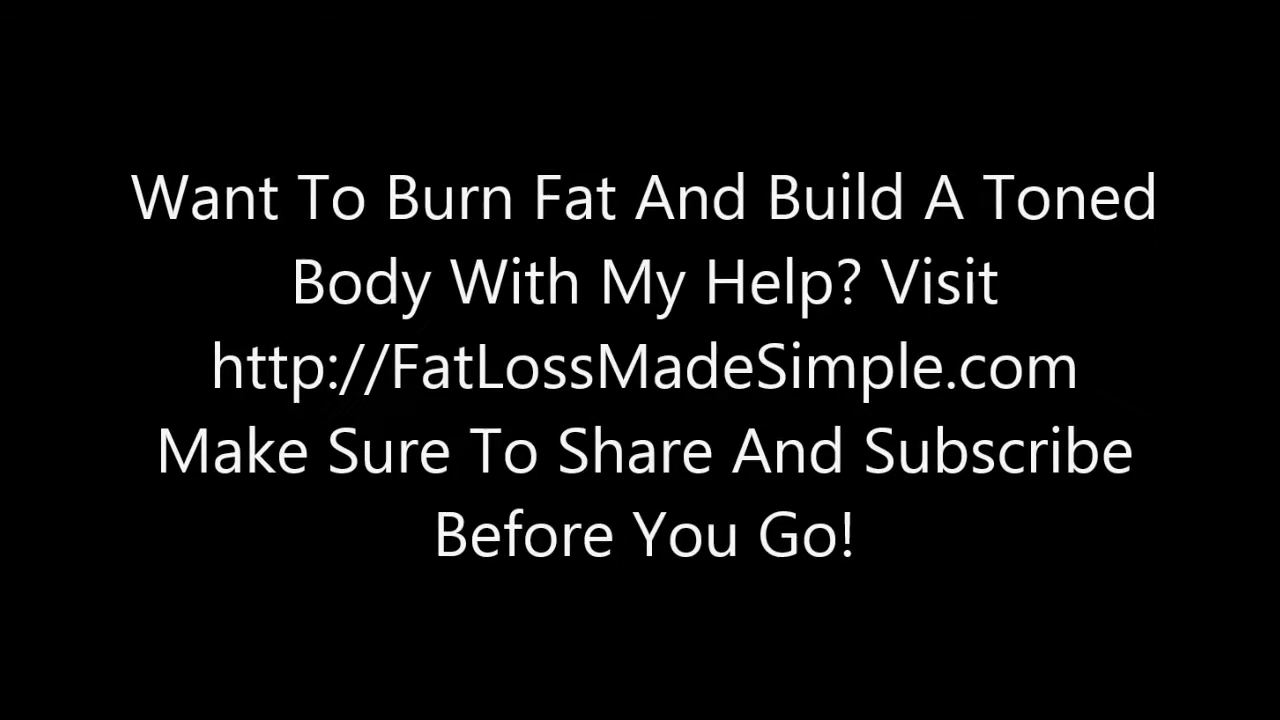 Want To Burn Fat And Build A Toned
Body With My Help? Visit
http://FatLossMadeSimple.com
Make Sure To Share And Subscribe
Before You Go!